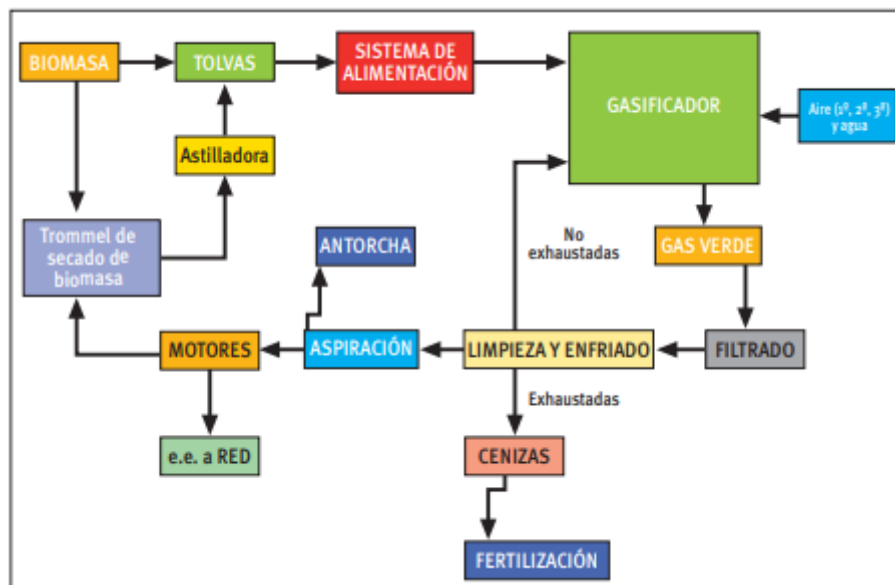 BIOMASA
TOLVAS
SISTEMA DE
ALIMENTACIÓN
GASIFICADOR
Aire (1º, 2º, 3º)
y agua
Astilladora
Trommel de
secado de
biomasa
ANTORCHA
No
exhaustadas
GAS VERDE
MOTORES
ASPIRACIÓN
LIMPIEZA Y ENFRIADO
FILTRADO
Exhaustadas
e.e. a RED
CENIZAS
FERTILIZACIÓN